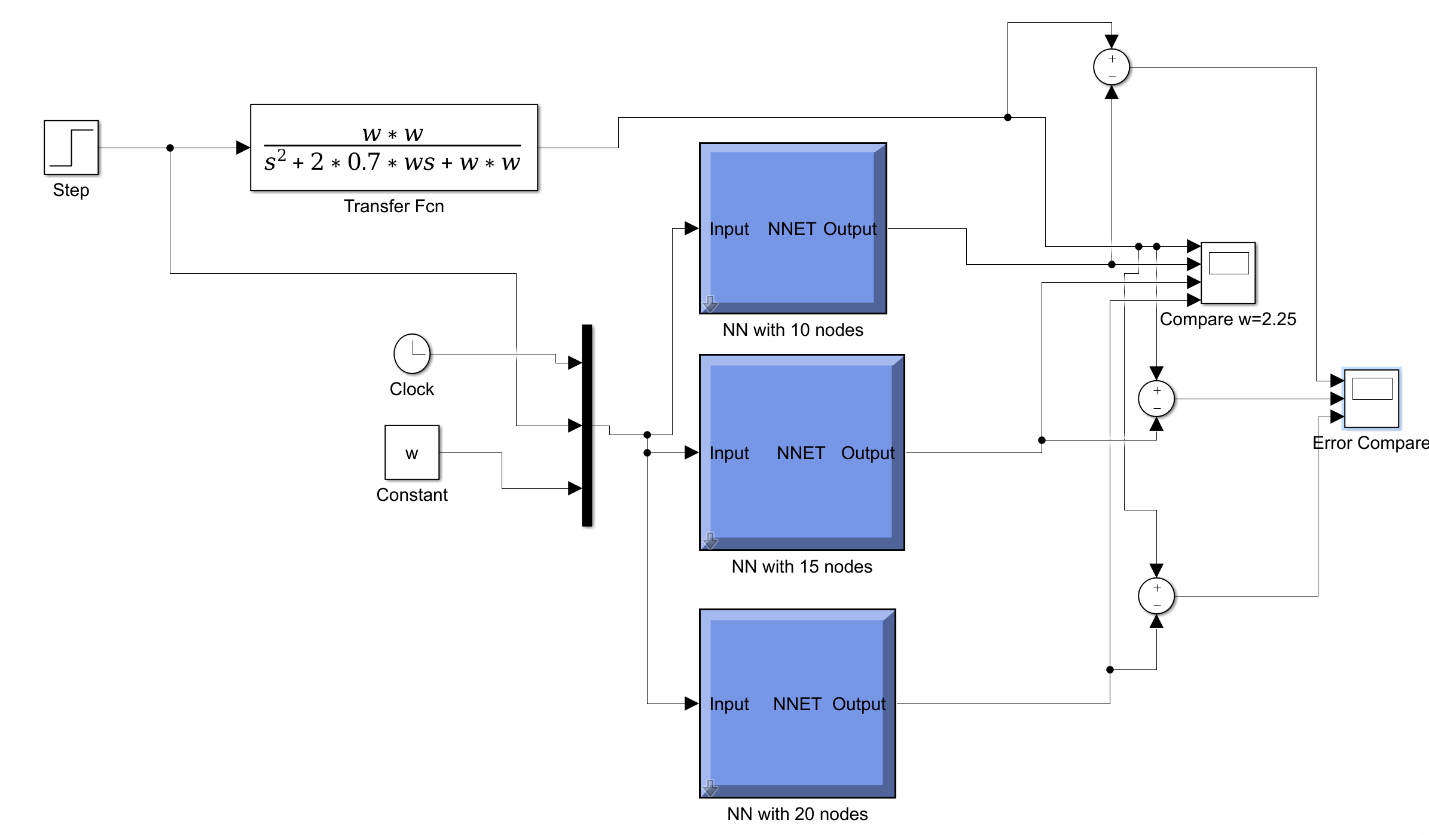 +
−
w * w
s² + 2 * 0.7 * ws + w * w
Step
Transfer Fcn
Input NNET Output
NN with 10 nodes
Compare w=2.25
Clock
+
−
w
Input NNET Output
Error Compare
Constant
NN with 15 nodes
+
−
Input NNET Output
NN with 20 nodes